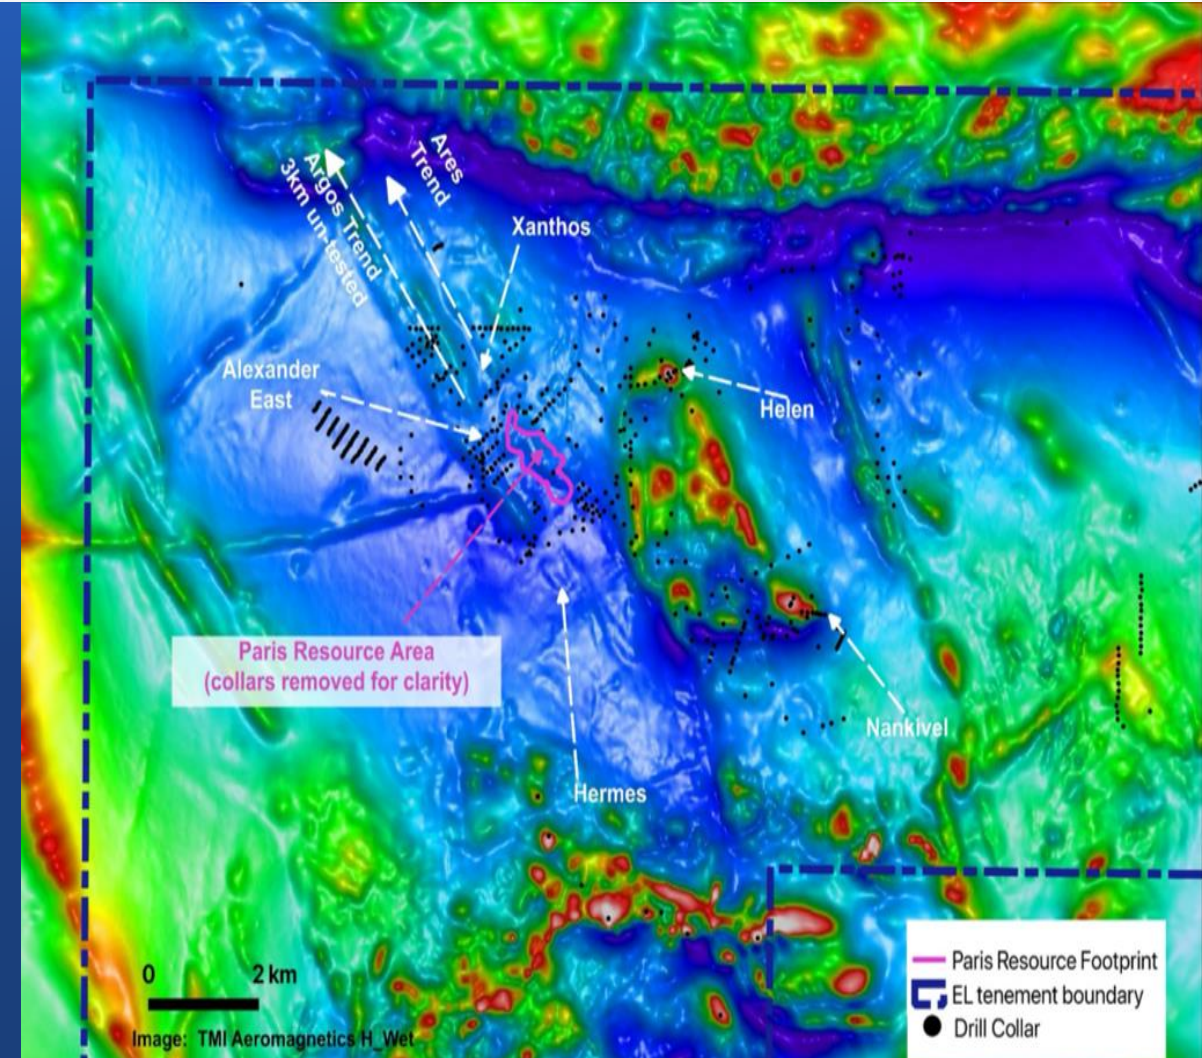 Ares
Trend
Argos Trend
3km un-tested
Xanthos
Alexander
East
Helen
Paris Resource Area
(collars removed for clarity)
Nankivel
Hermes
0 2 km
Image: TMI Aeromagnetics H_Wet
Paris Resource Footprint
EL tenement boundary
Drill Collar